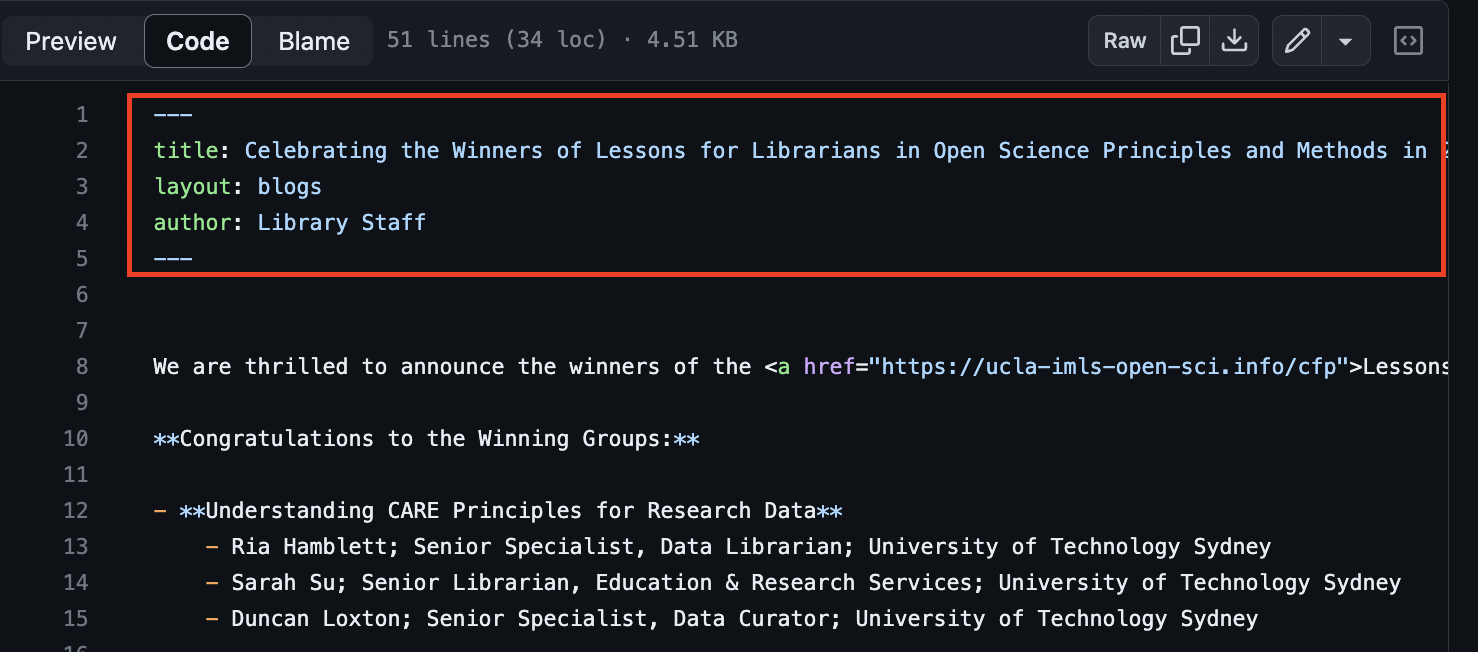 Preview Code Blame 51 lines (34 loc) · 4.51 KB Raw
1 ---
2 title: Celebrating the Winners of Lessons for Librarians in Open Science Principles and Methods in
3 layout: blogs
4 author: Library Staff
5 ---
6
7
8 We are thrilled to announce the winners of the <a href="https://ucla-imls-open-sci.info/cfp">Lessons
9
10 **Congratulations to the Winning Groups:**
11
12 - **Understanding CARE Principles for Research Data**
13 - Ria Hamblett; Senior Specialist, Data Librarian; University of Technology Sydney
14 - Sarah Su; Senior Librarian, Education & Research Services; University of Technology Sydney
15 - Duncan Loxton; Senior Specialist, Data Curator; University of Technology Sydney